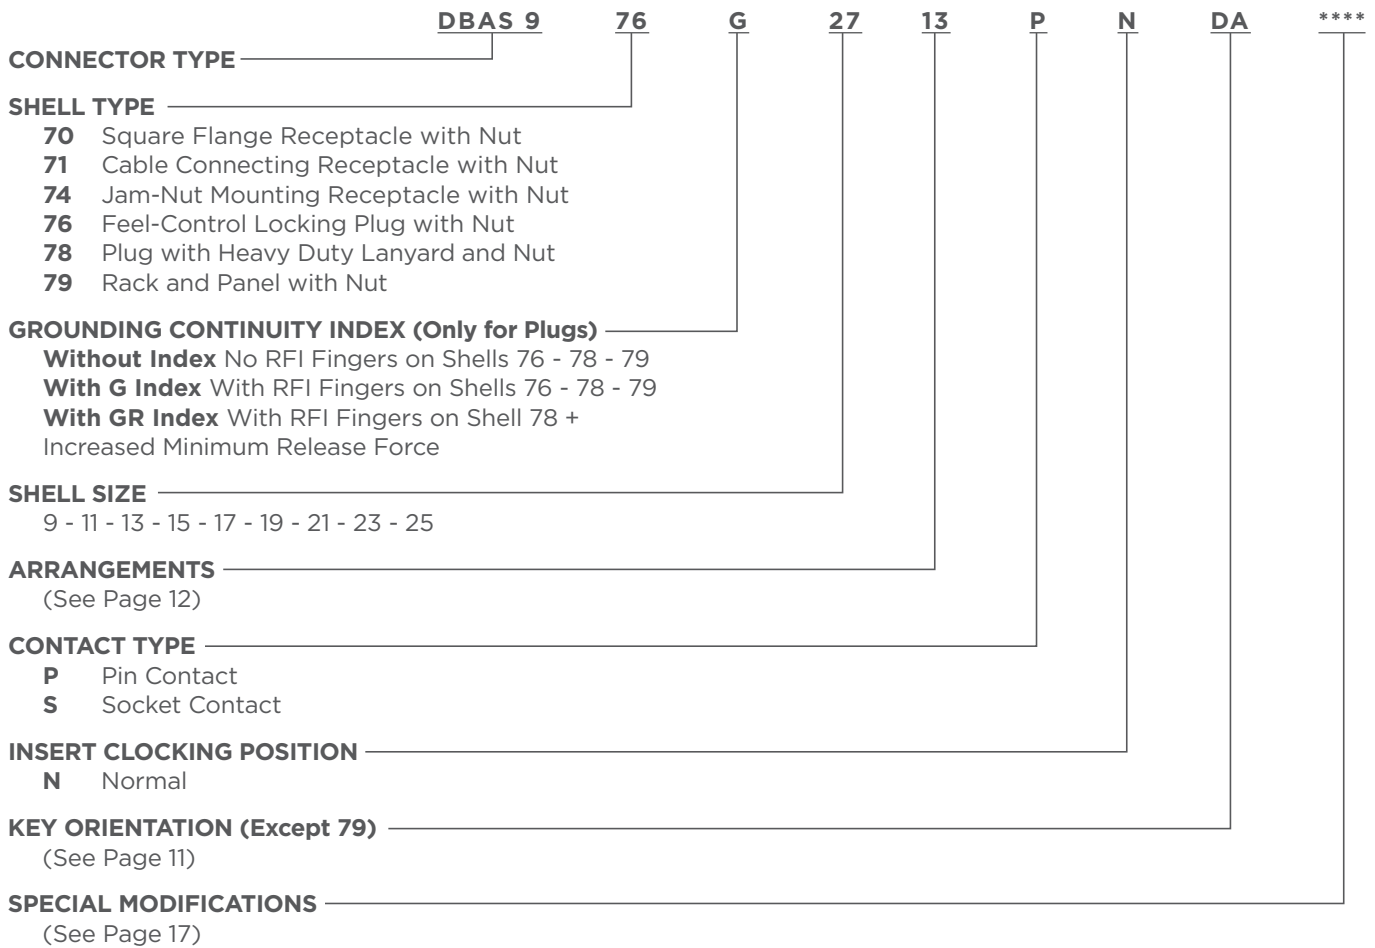 DBAS 9 76 G 27 13 P N DA ****
CONNECTOR TYPE
SHELL TYPE
70 Square Flange Receptacle with Nut
71 Cable Connecting Receptacle with Nut
74 Jam-Nut Mounting Receptacle with Nut
76 Feel-Control Locking Plug with Nut
78 Plug with Heavy Duty Lanyard and Nut
79 Rack and Panel with Nut
GROUNDING CONTINUITY INDEX (Only for Plugs)
Without Index No RFI Fingers on Shells 76 - 78 - 79
With G Index With RFI Fingers on Shells 76 - 78 - 79
With GR Index With RFI Fingers on Shell 78 +
Increased Minimum Release Force
SHELL SIZE
9 - 11 - 13 - 15 - 17 - 19 - 21 - 23 - 25
ARRANGEMENTS
(See Page 12)
CONTACT TYPE
P Pin Contact
S Socket Contact
INSERT CLOCKING POSITION
N Normal
KEY ORIENTATION (Except 79)
(See Page 11)
SPECIAL MODIFICATIONS
(See Page 17)